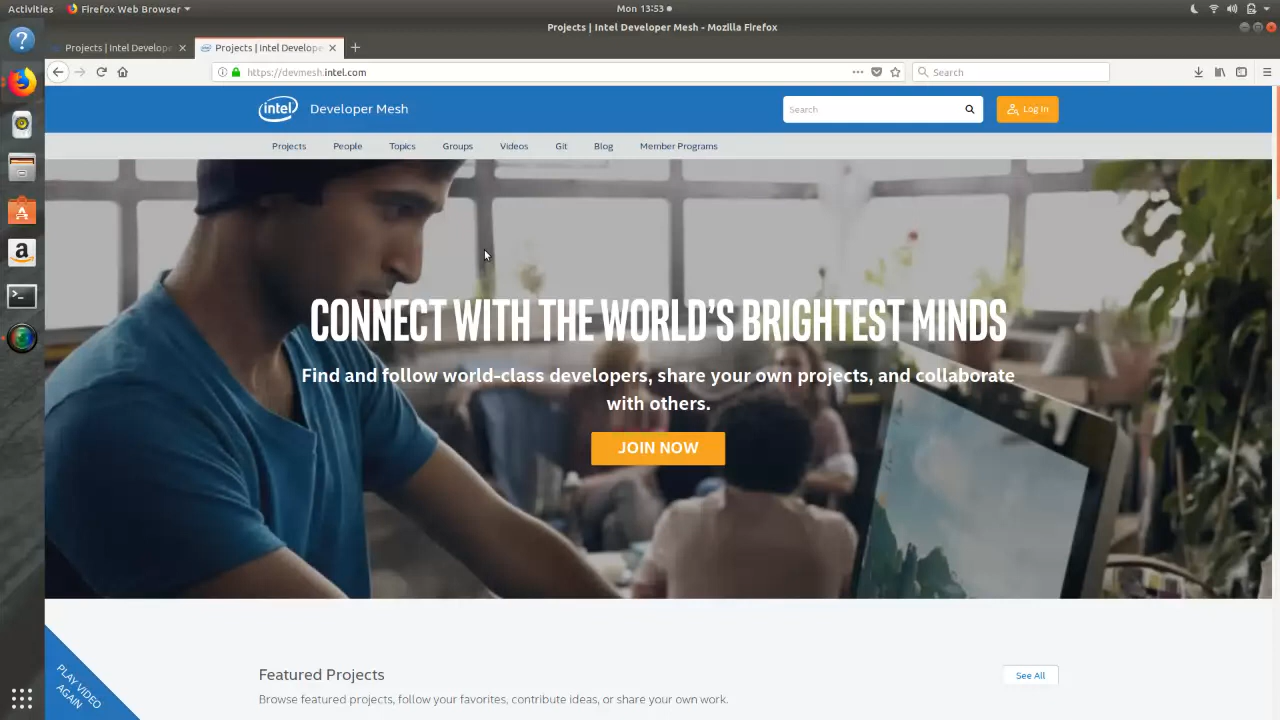 Activities
Firefox Web Browser
Mon 13:53
Projects | Intel Developer Mesh - Mozilla Firefox
Projects | Intel Develope
Projects | Intel Develope
https://devmesh.intel.com
Search
intel
Developer Mesh
Search
Log In
Projects
People
Topics
Groups
Videos
Git
Blog
Member Programs
CONNECT WITH THE WORLD'S BRIGHTEST MINDS
Find and follow world-class developers, share your own projects, and collaborate
with others.
JOIN NOW
PLAY VIDEO
AGAIN
Featured Projects
See All
Browse featured projects, follow your favorites, contribute ideas, or share your own work.